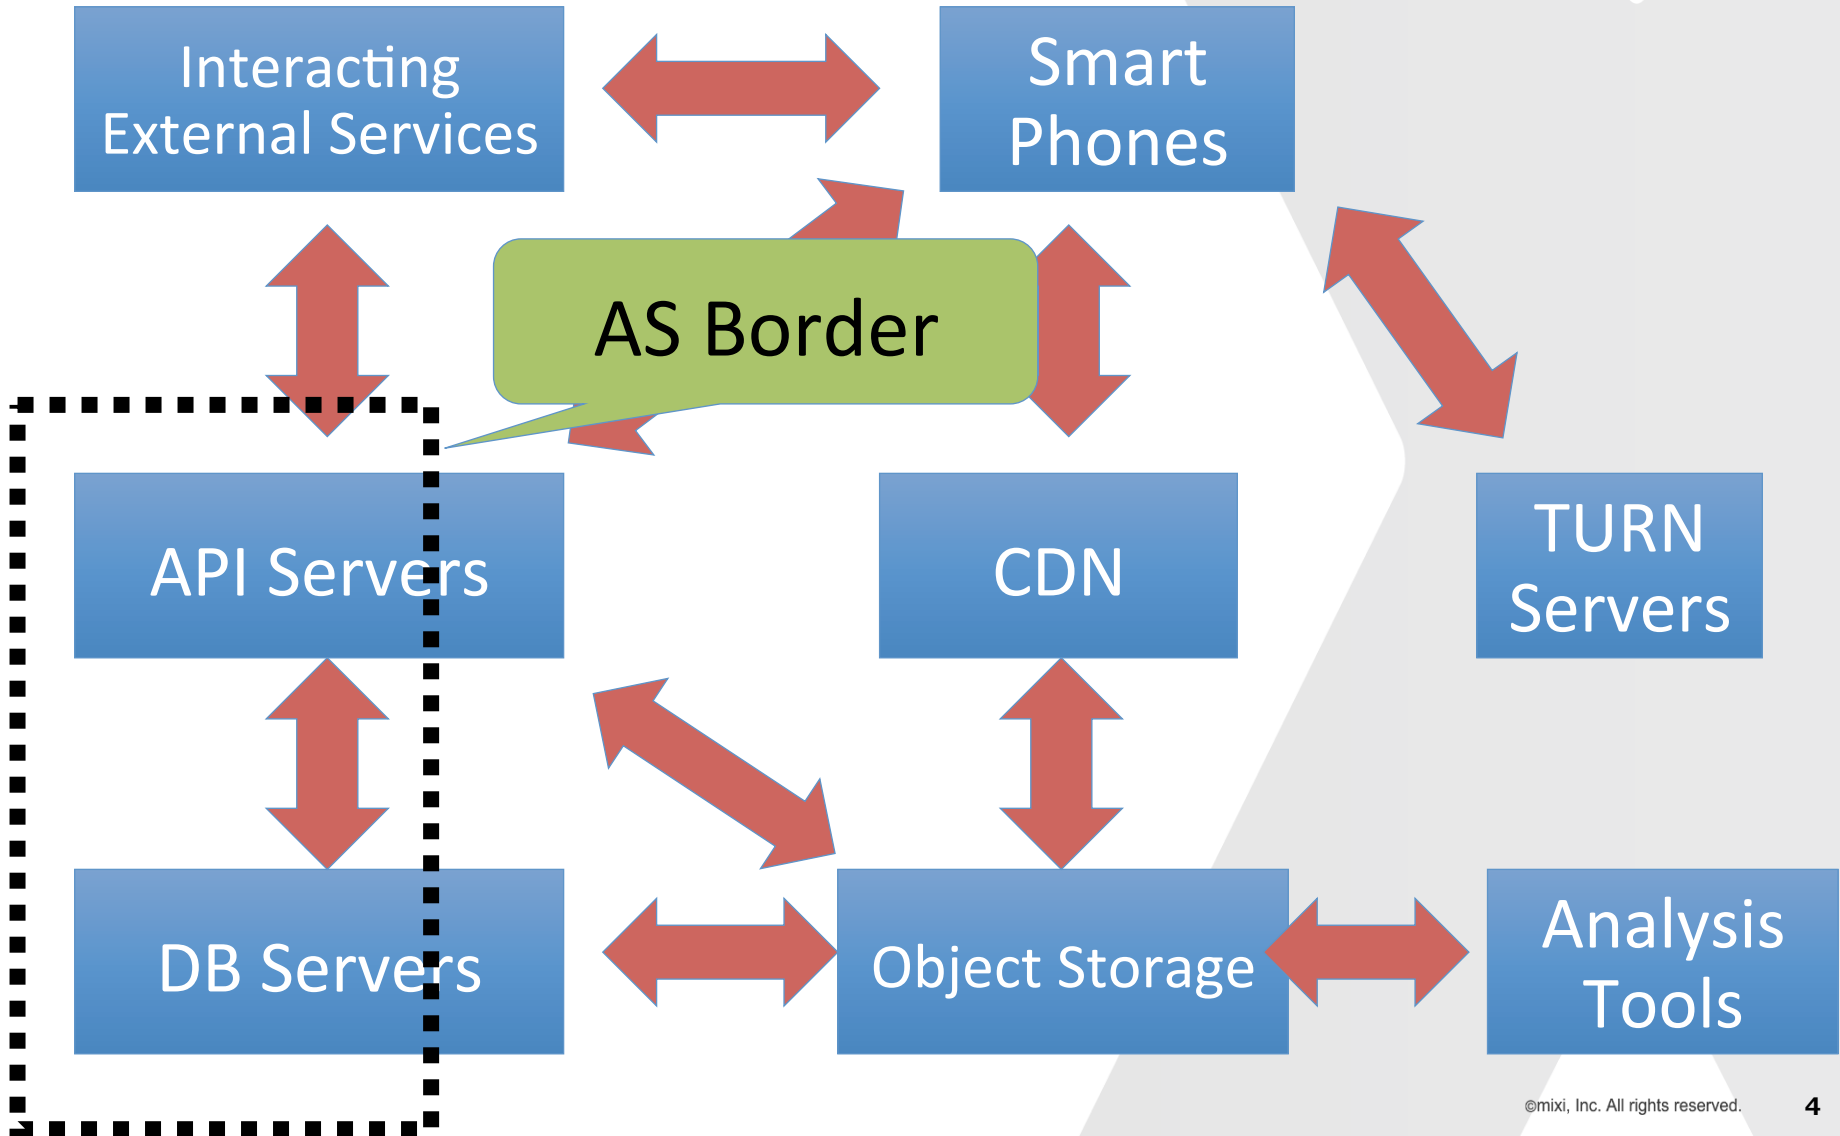 Interacting
External Services
Smart
Phones
AS Border
API Servers
CDN
TURN
Servers
DB Servers
Object Storage
Analysis
Tools
©mixi, Inc. All rights reserved.
4